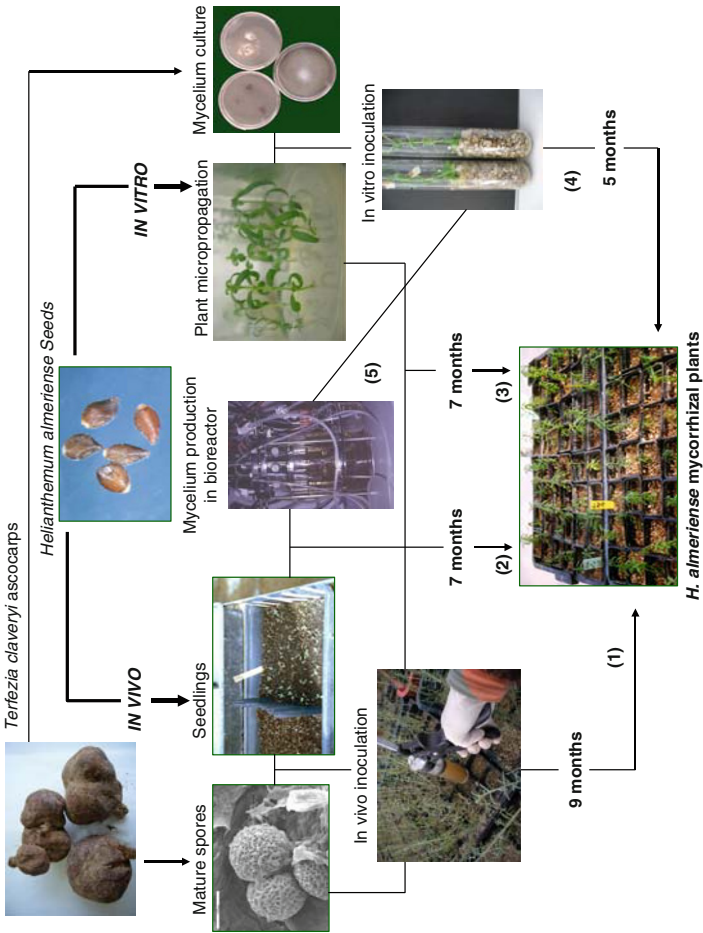 Terfezia claveryi ascocarps
Helianthemum almeriense Seeds
IN VIVO
IN VITRO
Mature spores
Seedlings
Mycelium production
in bioreactor
Plant micropropagation
Mycelium culture
In vivo inoculation
In vitro inoculation
(5)
(4)
5 months
7 months
(2)
7 months
(3)
9 months
(1)
H. almeriense mycorrhizal plants